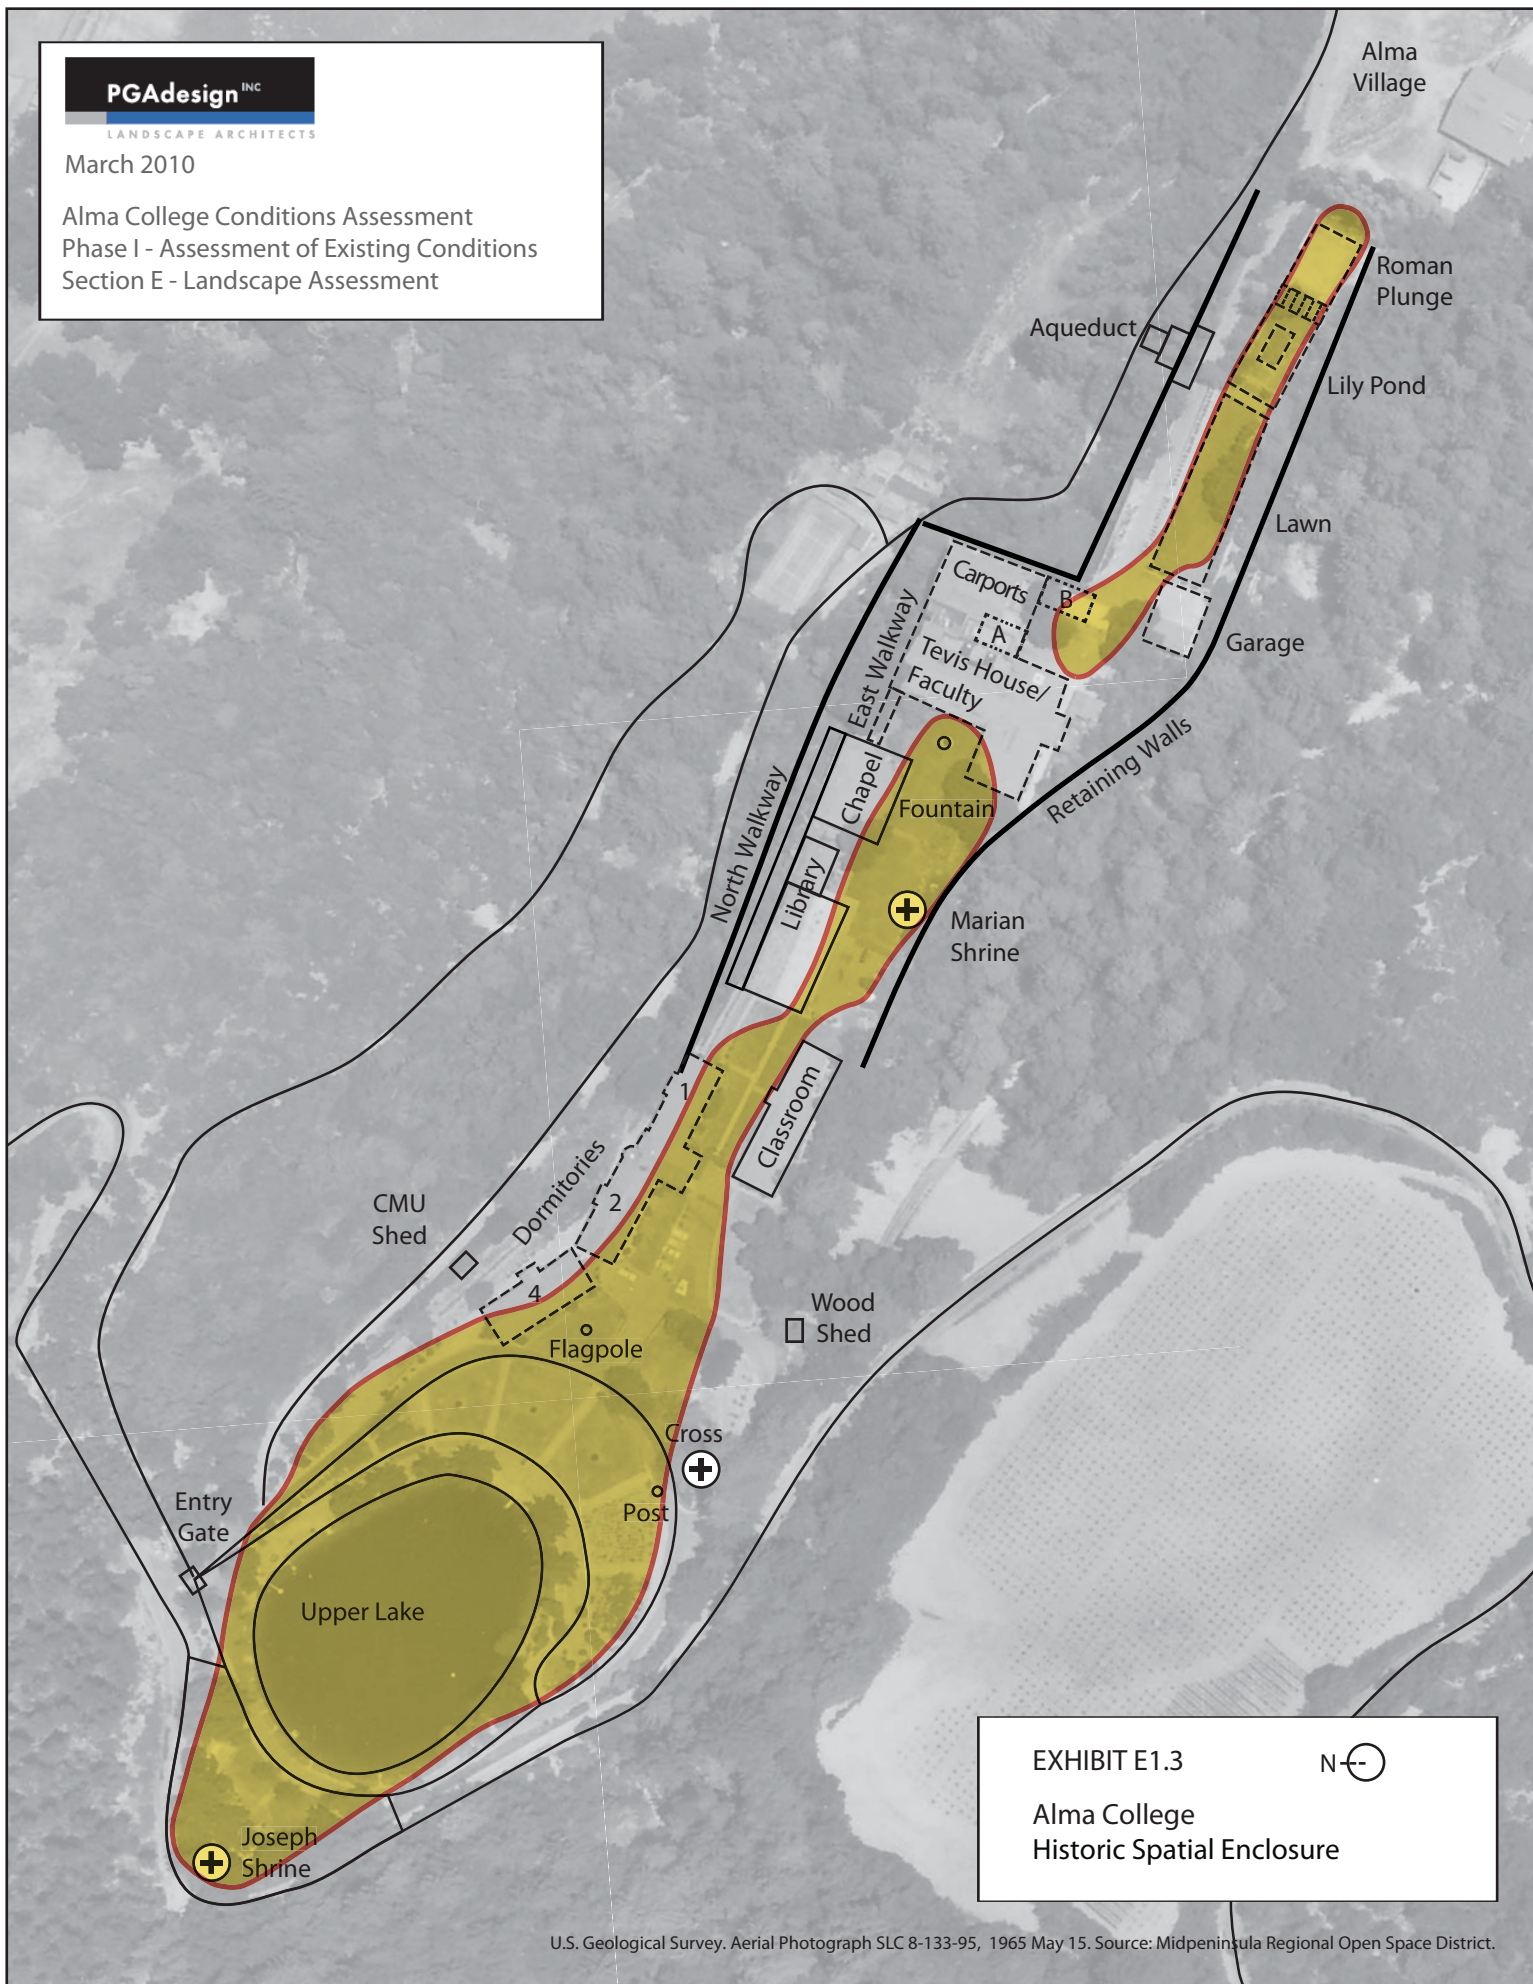 PGAdesign INC
LANDSCAPE ARCHITECTS
March 2010
Alma College Conditions Assessment
Phase I - Assessment of Existing Conditions
Section E - Landscape Assessment
Alma
Village
Roman
Plunge
Aqueduct
Lily Pond
Lawn
Carports
B
A
Garage
East Walkway
Tevis House/
Faculty
Retaining Walls
North Walkway
Chapel
Fountain
Library
Marian
Shrine
1
Classroom
Dormitories
2
CMU
Shed
4
Wood
Shed
Flagpole
Cross
Entry
Gate
Post
Upper Lake
Joseph
Shrine
EXHIBIT E1.3
N
Alma College
Historic Spatial Enclosure
U.S. Geological Survey. Aerial Photograph SLC 8-133-95, 1965 May 15. Source: Midpeninsula Regional Open Space District.